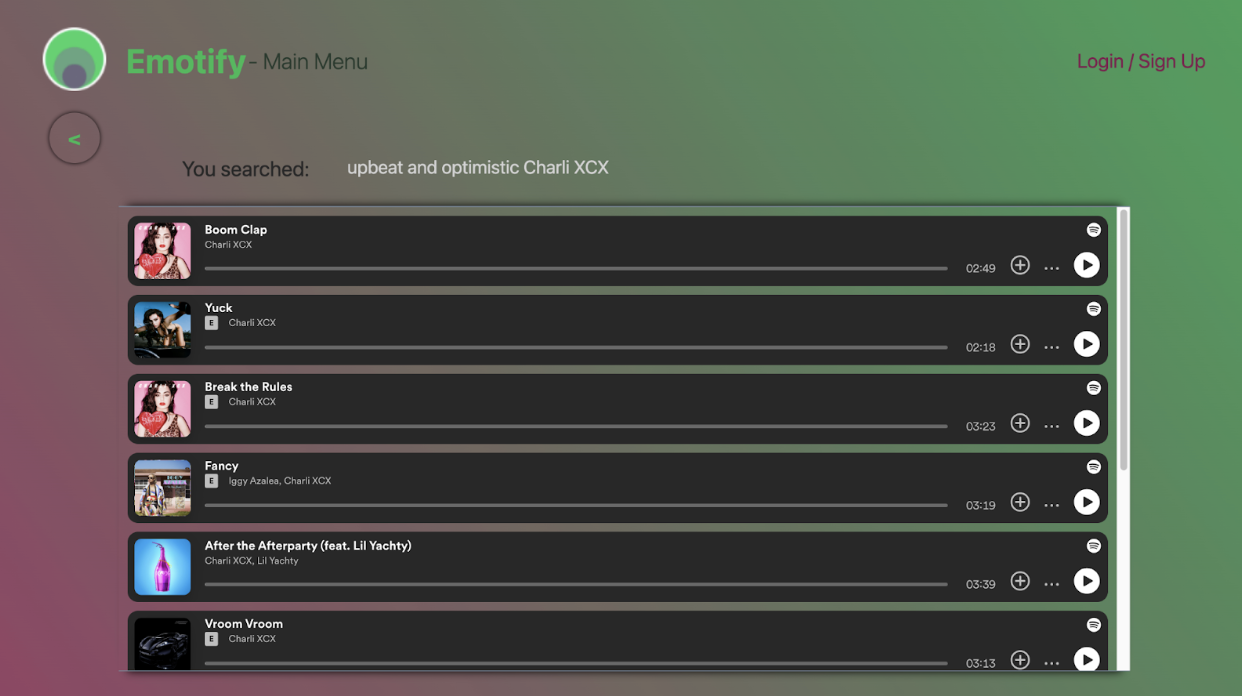 Emotify - Main Menu
Login / Sign Up
<
You searched: upbeat and optimistic Charli XCX
Boom Clap
Charli XCX
02:49
Yuck
E Charli XCX
02:18
Break the Rules
E Charli XCX
03:23
Fancy
E Iggy Azalea, Charli XCX
03:19
After the Afterparty (feat. Lil Yachty)
Charli XCX, Lil Yachty
03:39
Vroom Vroom
E Charli XCX
03:13